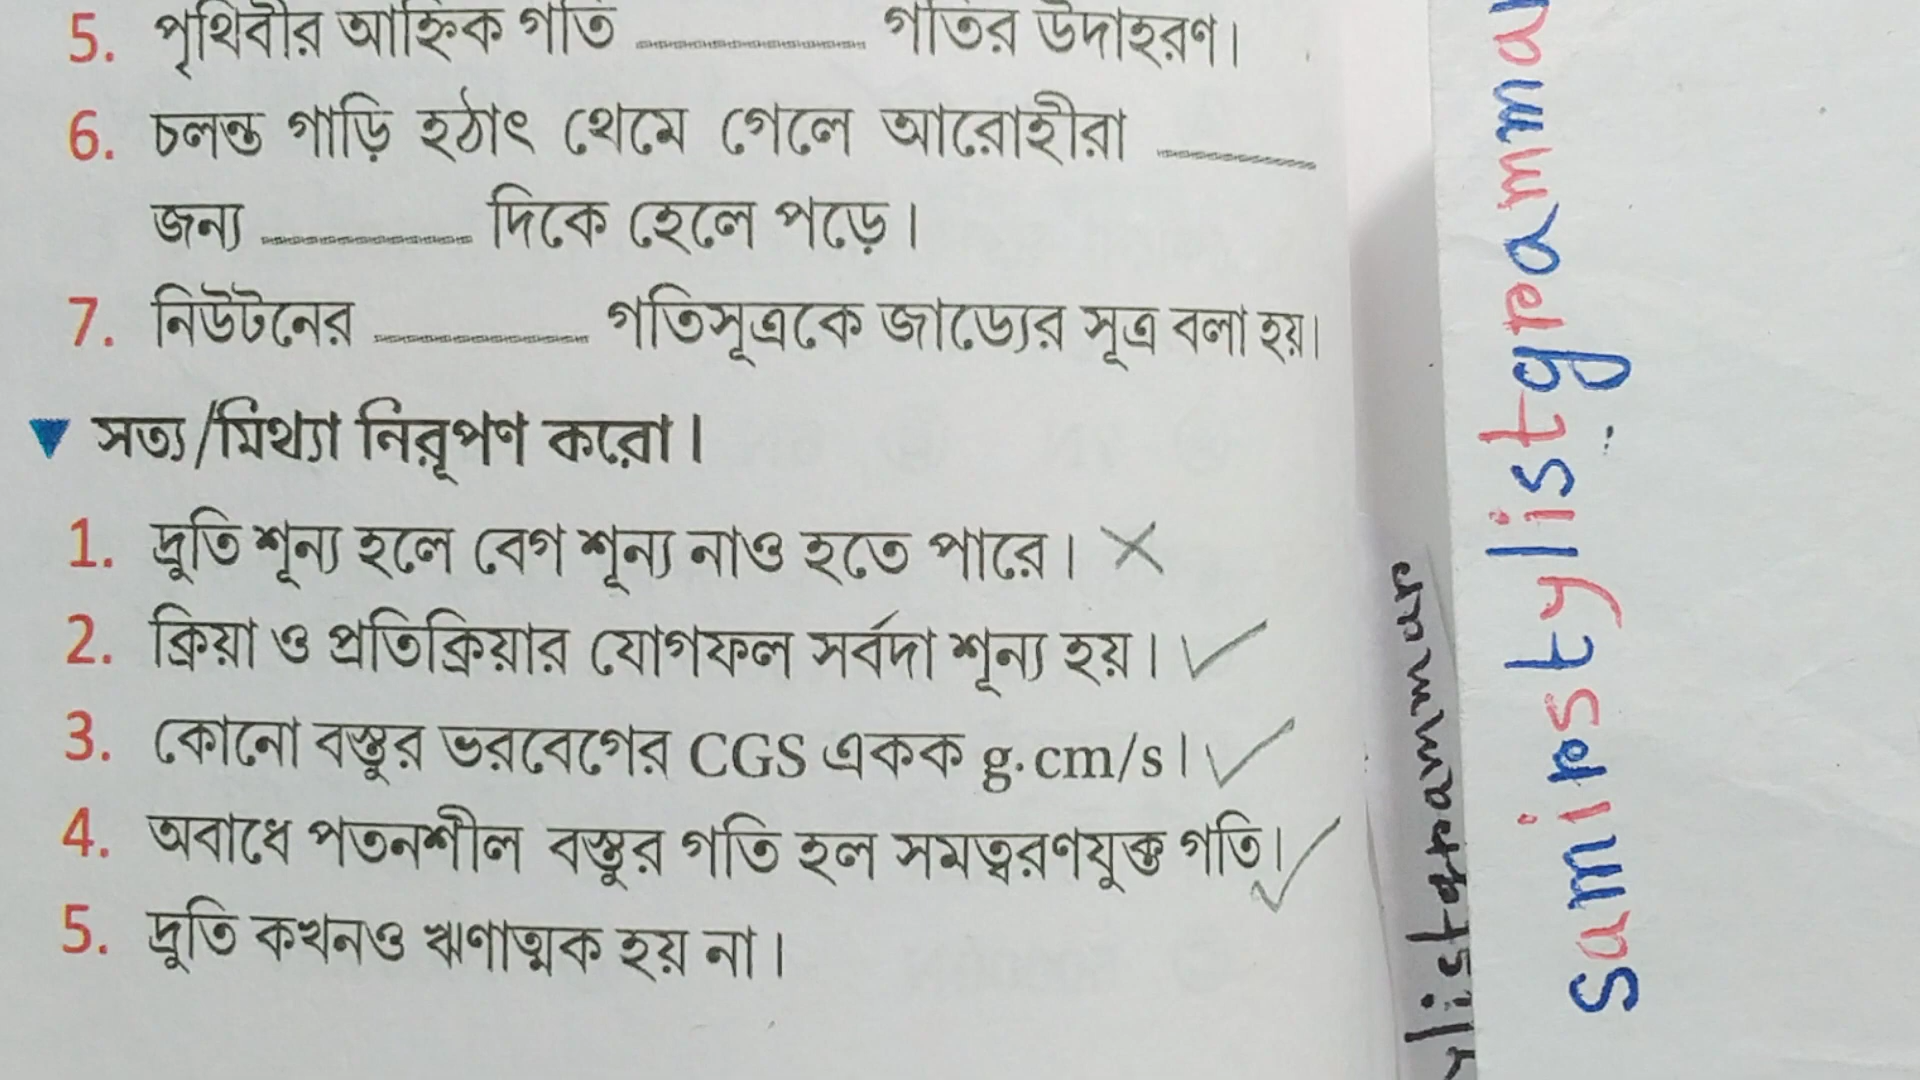 5. পৃথিবীর আহ্নিক গতি ............ গতির উদাহরণ।
6. চলন্ত গাড়ি হঠাৎ থেমে গেলে আরোহীরা ............
জন্য ............ দিকে হেলে পড়ে।
7. নিউটনের ............ গতিসূত্রকে জাড্যের সূত্র বলা হয়।
▼ সত্য/মিথ্যা নিরূপণ করো।
1. দ্রুতি শূন্য হলে বেগ শূন্য নাও হতে পারে। ✗
2. ক্রিয়া ও প্রতিক্রিয়ার যোগফল সর্বদা শূন্য হয়। ✓
3. কোনো বস্তুর ভরবেগের CGS একক g.cm/s। ✓
4. অবাধে পতনশীল বস্তুর গতি হল সমত্বরণযুক্ত গতি। ✓
5. দ্রুতি কখনও ঋণাত্মক হয় না।
ylistgrammar
samirstylistgramma